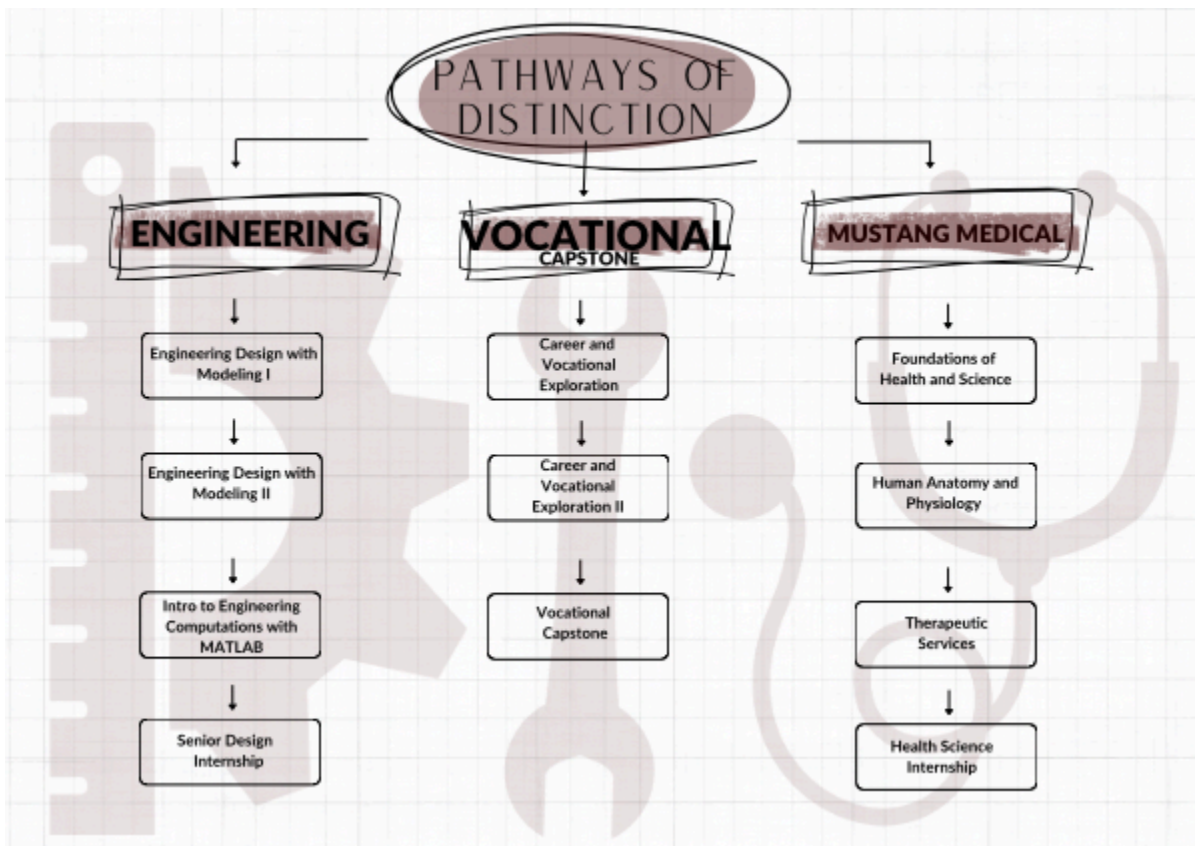 PATHWAYS OF
DISTINCTION
ENGINEERING
Engineering Design with
Modeling I
Engineering Design with
Modeling II
Intro to Engineering
Computations with
MATLAB
Senior Design
Internship
VOCATIONAL
CAPSTONE
Career and
Vocational
Exploration
Career and
Vocational
Exploration II
Vocational
Capstone
MUSTANG MEDICAL
Foundations of
Health and Science
Human Anatomy and
Physiology
Therapeutic
Services
Health Science
Internship